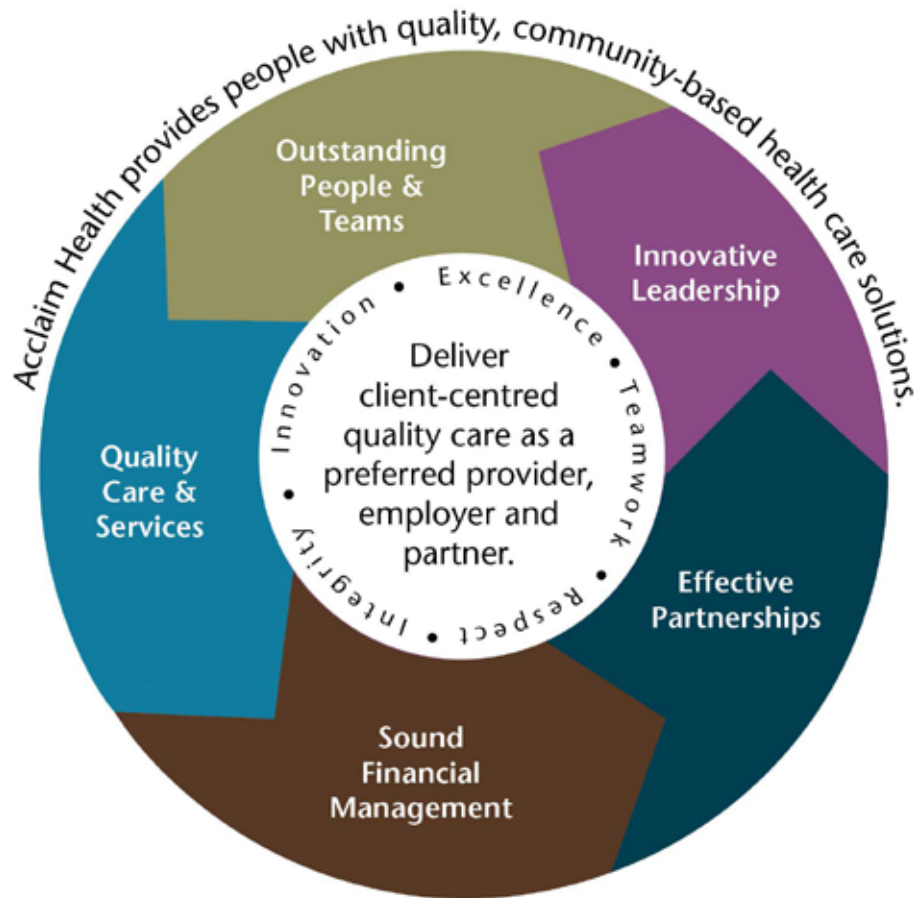 Acclaim Health provides people with quality, community-based health care solutions.
Outstanding
People &
Teams
Innovative
Leadership
Effective
Partnerships
Sound
Financial
Management
Quality
Care &
Services
Innovation • Excellence • Teamwork • Respect • Integrity •
Deliver
client-centred
quality care as a
preferred provider,
employer and
partner.